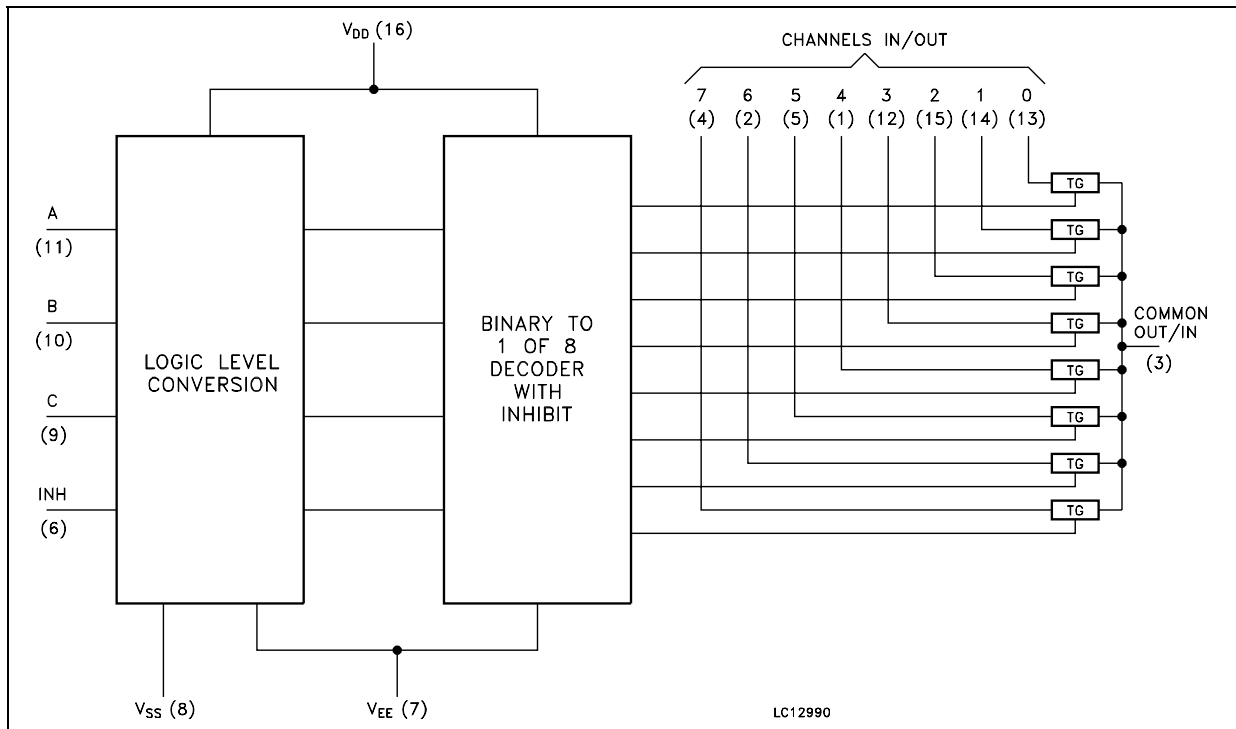 V_DD (16)
CHANNELS IN/OUT
7 6 5 4 3 2 1 0
(4) (2) (5) (1) (12) (15) (14) (13)
TG
A
(11)
TG
TG
B
(10)
LOGIC LEVEL
CONVERSION
BINARY TO
1 OF 8
DECODER
WITH
INHIBIT
TG
COMMON
OUT/IN
(3)
TG
C
(9)
TG
TG
INH
(6)
TG
V_SS (8)
V_EE (7)
LC12990